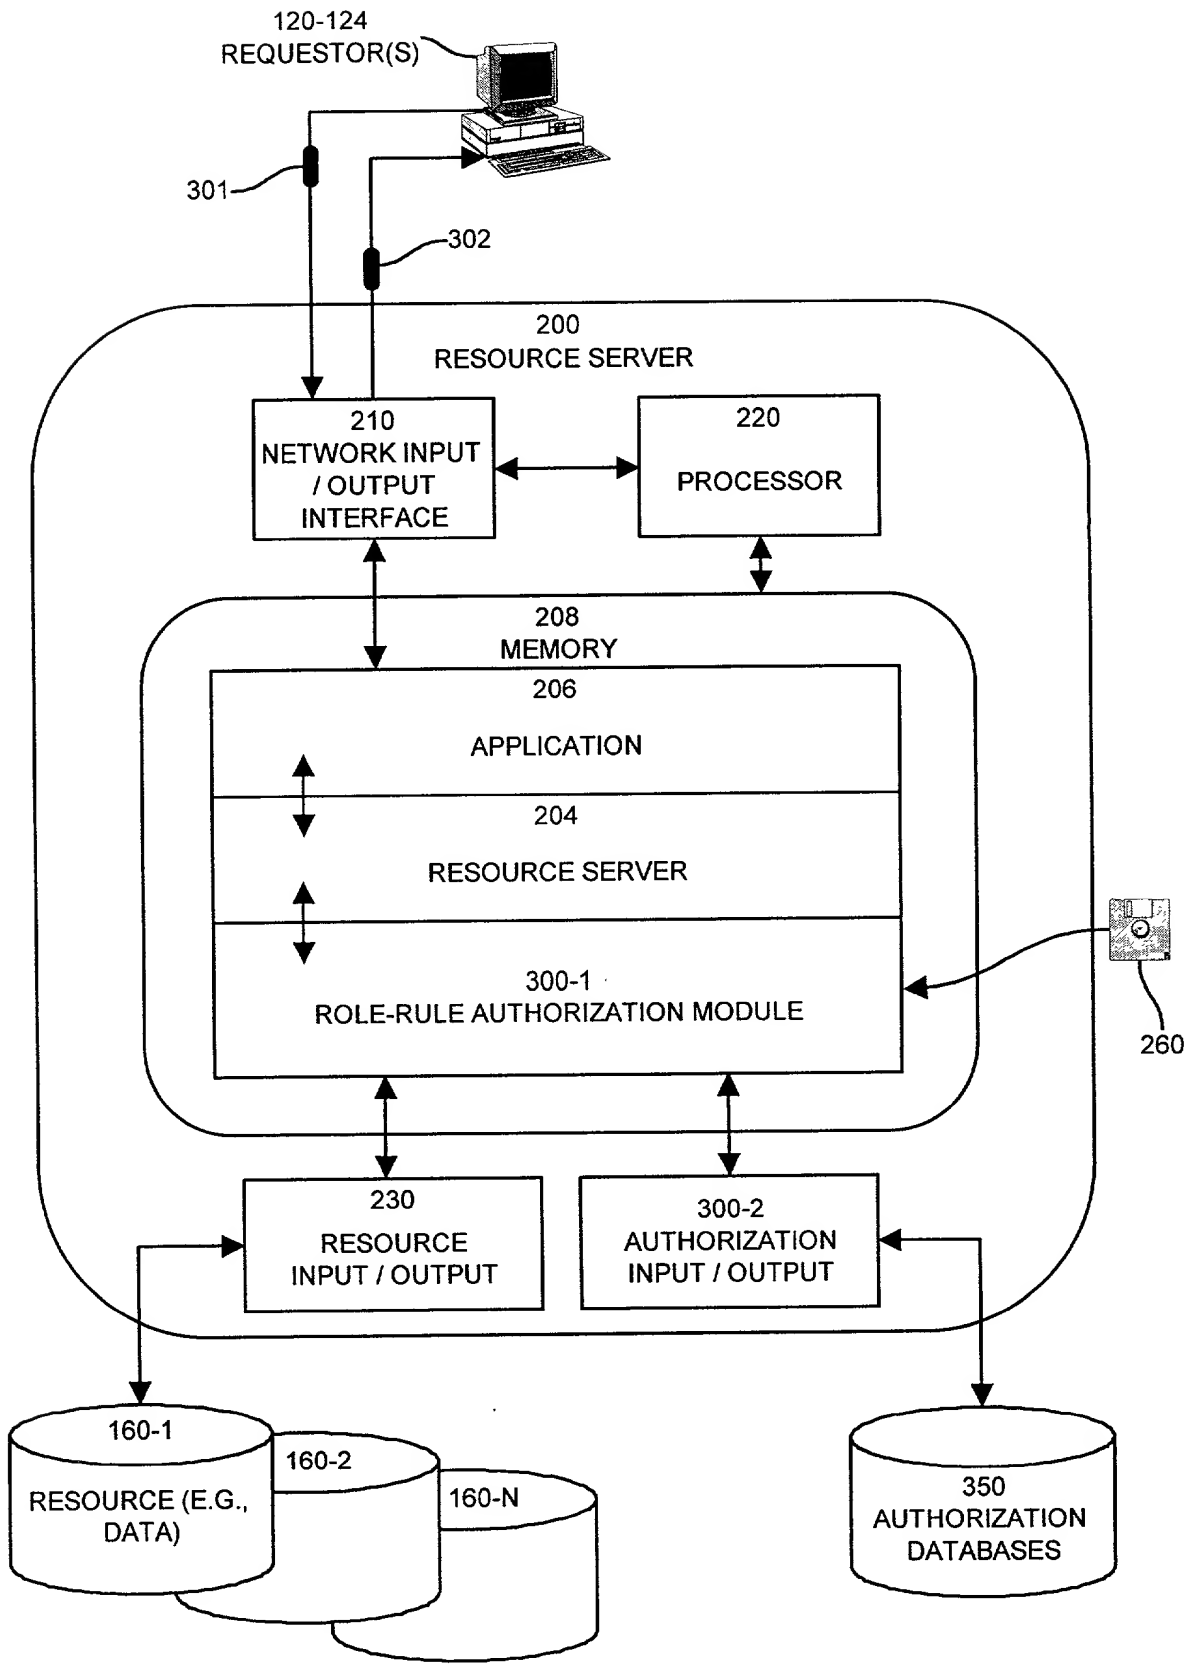 120-124
REQUESTOR(S)
301
302
200
RESOURCE SERVER
210
NETWORK INPUT
/ OUTPUT
INTERFACE
220
PROCESSOR
208
MEMORY
206
APPLICATION
204
RESOURCE SERVER
300-1
ROLE-RULE AUTHORIZATION MODULE
260
230
RESOURCE
INPUT / OUTPUT
300-2
AUTHORIZATION
INPUT / OUTPUT
160-1
RESOURCE (E.G.,
DATA)
160-2
160-N
350
AUTHORIZATION
DATABASES